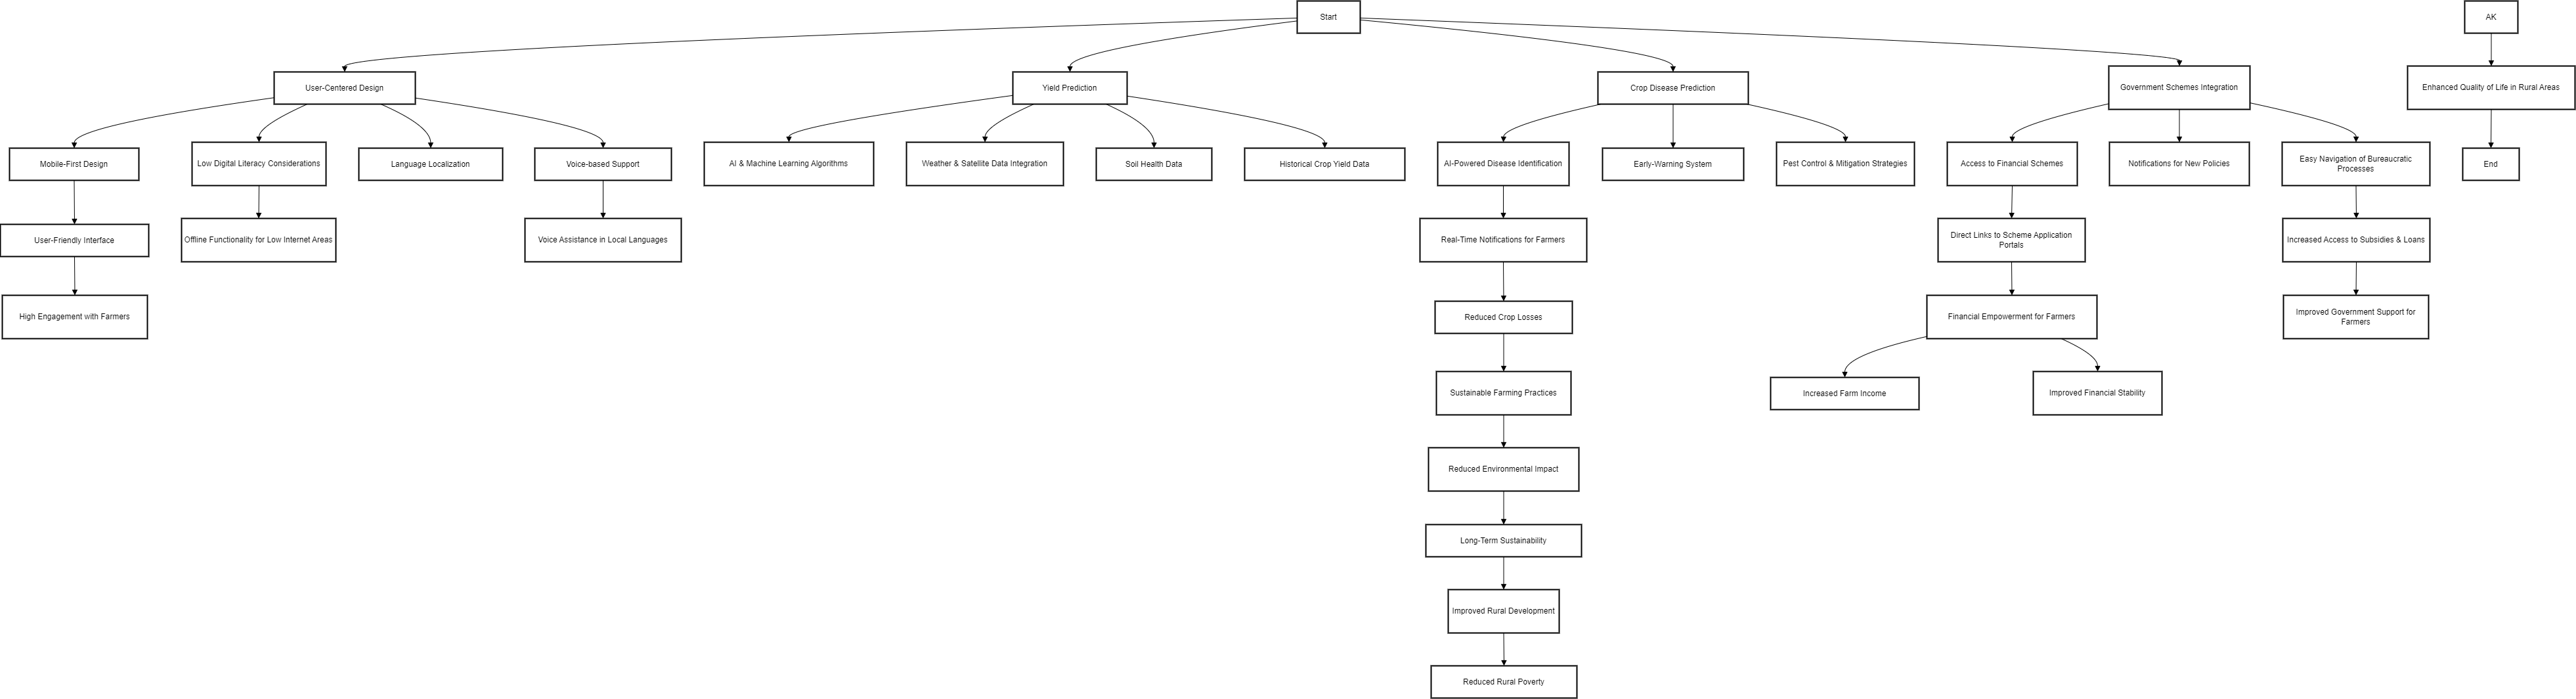 Start
AK
User-Centered Design
Yield Prediction
Crop Disease Prediction
Government Schemes Integration
Enhanced Quality of Life in Rural Areas
Mobile-First Design
Low Digital Literacy Considerations
Language Localization
Voice-based Support
AI & Machine Learning Algorithms
Weather & Satellite Data Integration
Soil Health Data
Historical Crop Yield Data
AI-Powered Disease Identification
Early-Warning System
Pest Control & Mitigation Strategies
Access to Financial Schemes
Notifications for New Policies
Easy Navigation of Bureaucratic
Processes
End
User-Friendly Interface
Offline Functionality for Low Internet Areas
Voice Assistance in Local Languages
Real-Time Notifications for Farmers
Direct Links to Scheme Application
Portals
Increased Access to Subsidies & Loans
High Engagement with Farmers
Reduced Crop Losses
Financial Empowerment for Farmers
Improved Government Support for
Farmers
Sustainable Farming Practices
Increased Farm Income
Improved Financial Stability
Reduced Environmental Impact
Long-Term Sustainability
Improved Rural Development
Reduced Rural Poverty